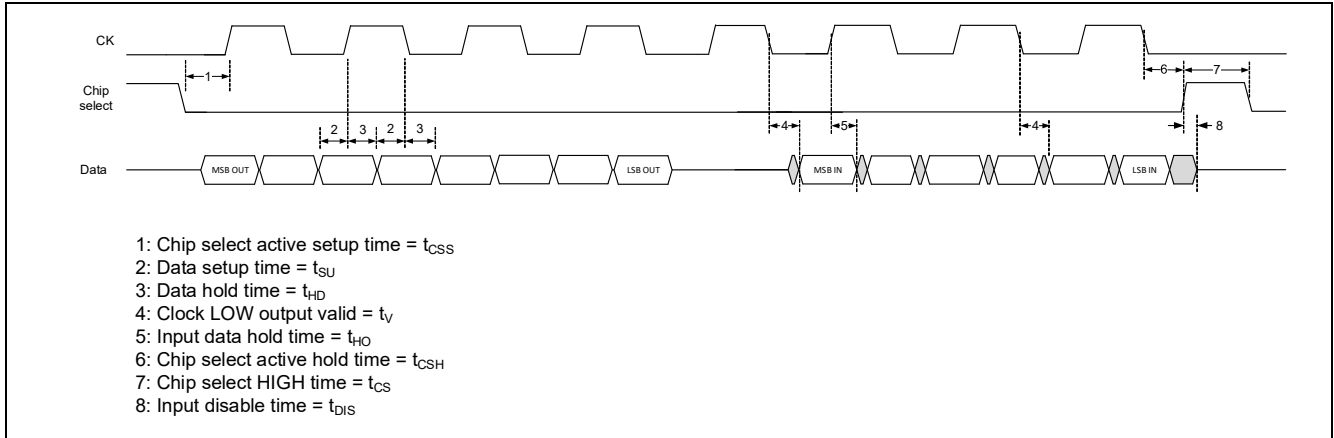 CK
1
6
7
Chip
select
2
3
2
3
4
5
4
8
Data
MSB OUT
LSB OUT
MSB IN
LSB IN
1: Chip select active setup time = tCSS
2: Data setup time = tSU
3: Data hold time = tHD
4: Clock LOW output valid = tV
5: Input data hold time = tHO
6: Chip select active hold time = tCSH
7: Chip select HIGH time = tCS
8: Input disable time = tDIS